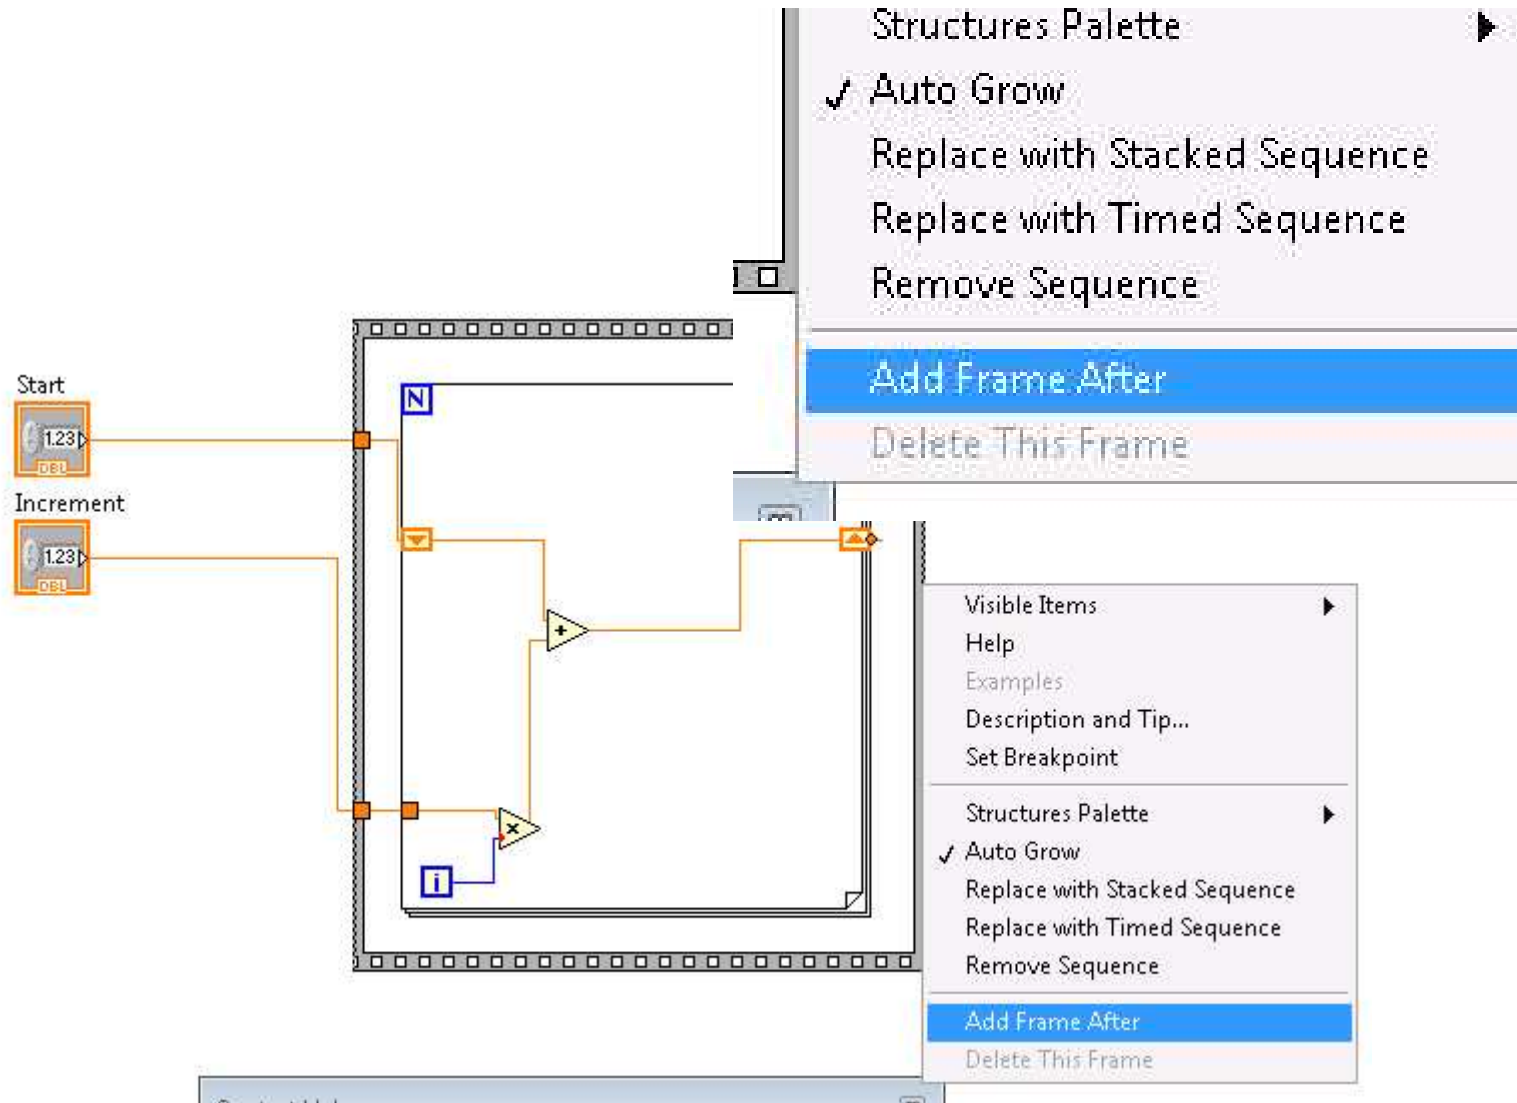 Structures Palette
Auto Grow
Replace with Stacked Sequence
Replace with Timed Sequence
Remove Sequence
Add Frame After
Delete This Frame
Start
1.23
DBL
Increment
1.23
DBL
N
+
x
i
Visible Items
Help
Examples
Description and Tip...
Set Breakpoint
Structures Palette
Auto Grow
Replace with Stacked Sequence
Replace with Timed Sequence
Remove Sequence
Add Frame After
Delete This Frame